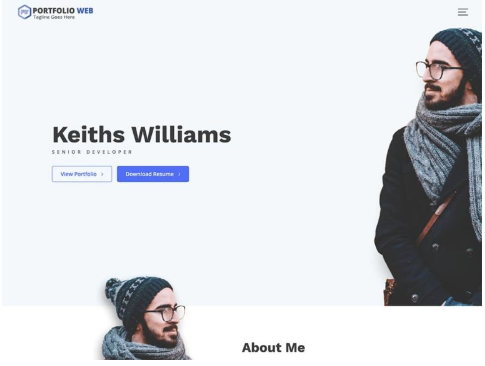 PORTFOLIO WEB
Tagline Goes Here
Keiths Williams
SENIOR DEVELOPER
View Portfolio ›
Download Resume ›
About Me